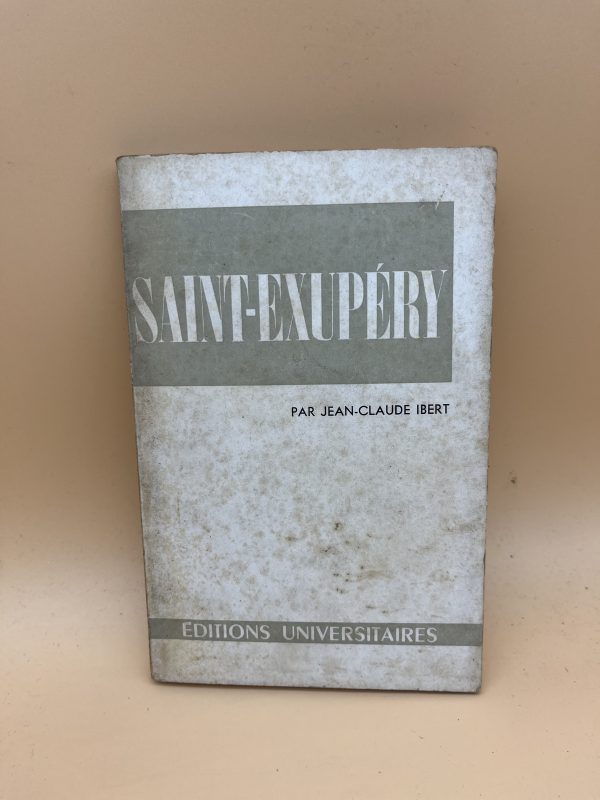 SAINT-EXUPÉRY
PAR JEAN-CLAUDE IBERT
ÉDITIONS UNIVERSITAIRES